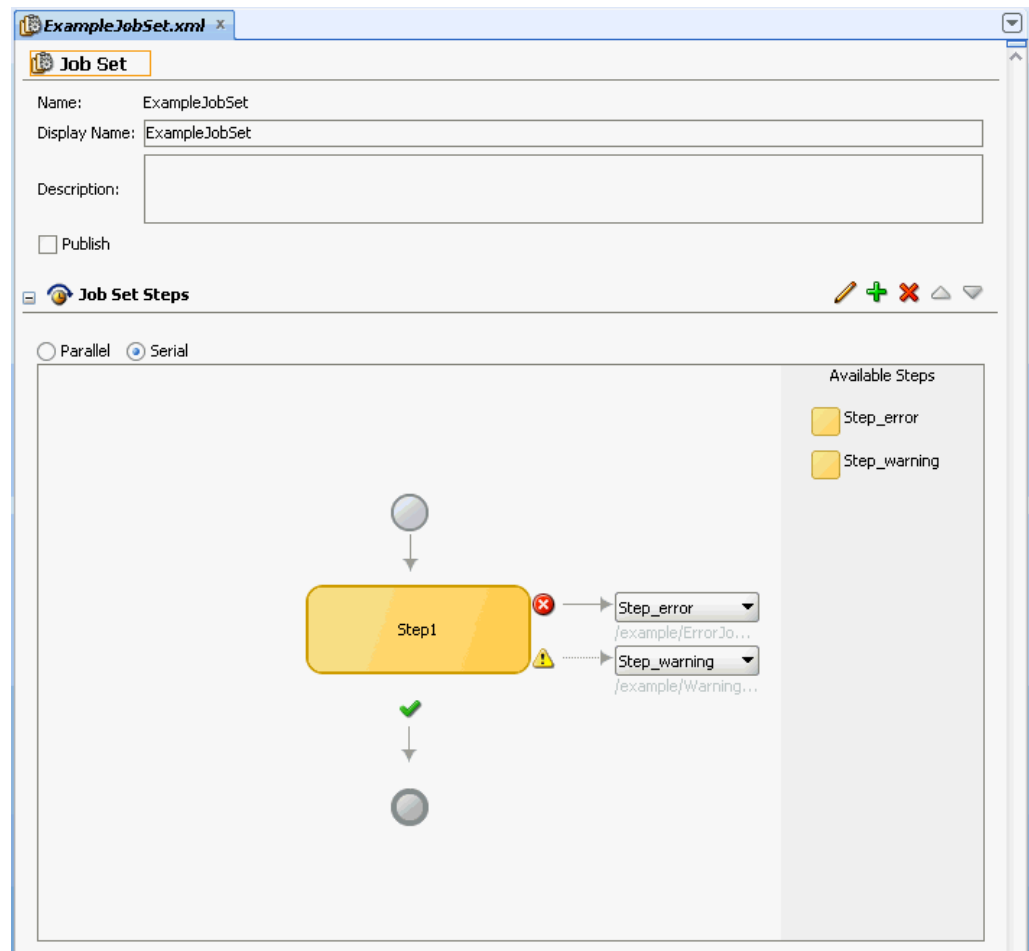 ExampleJobSet.xml
Job Set
Name: ExampleJobSet
Display Name: ExampleJobSet
Description:
Publish
Job Set Steps
Parallel Serial
Available Steps
Step_error
Step_warning
Step1
Step_error
/example/ErrorJo...
Step_warning
/example/Warning...